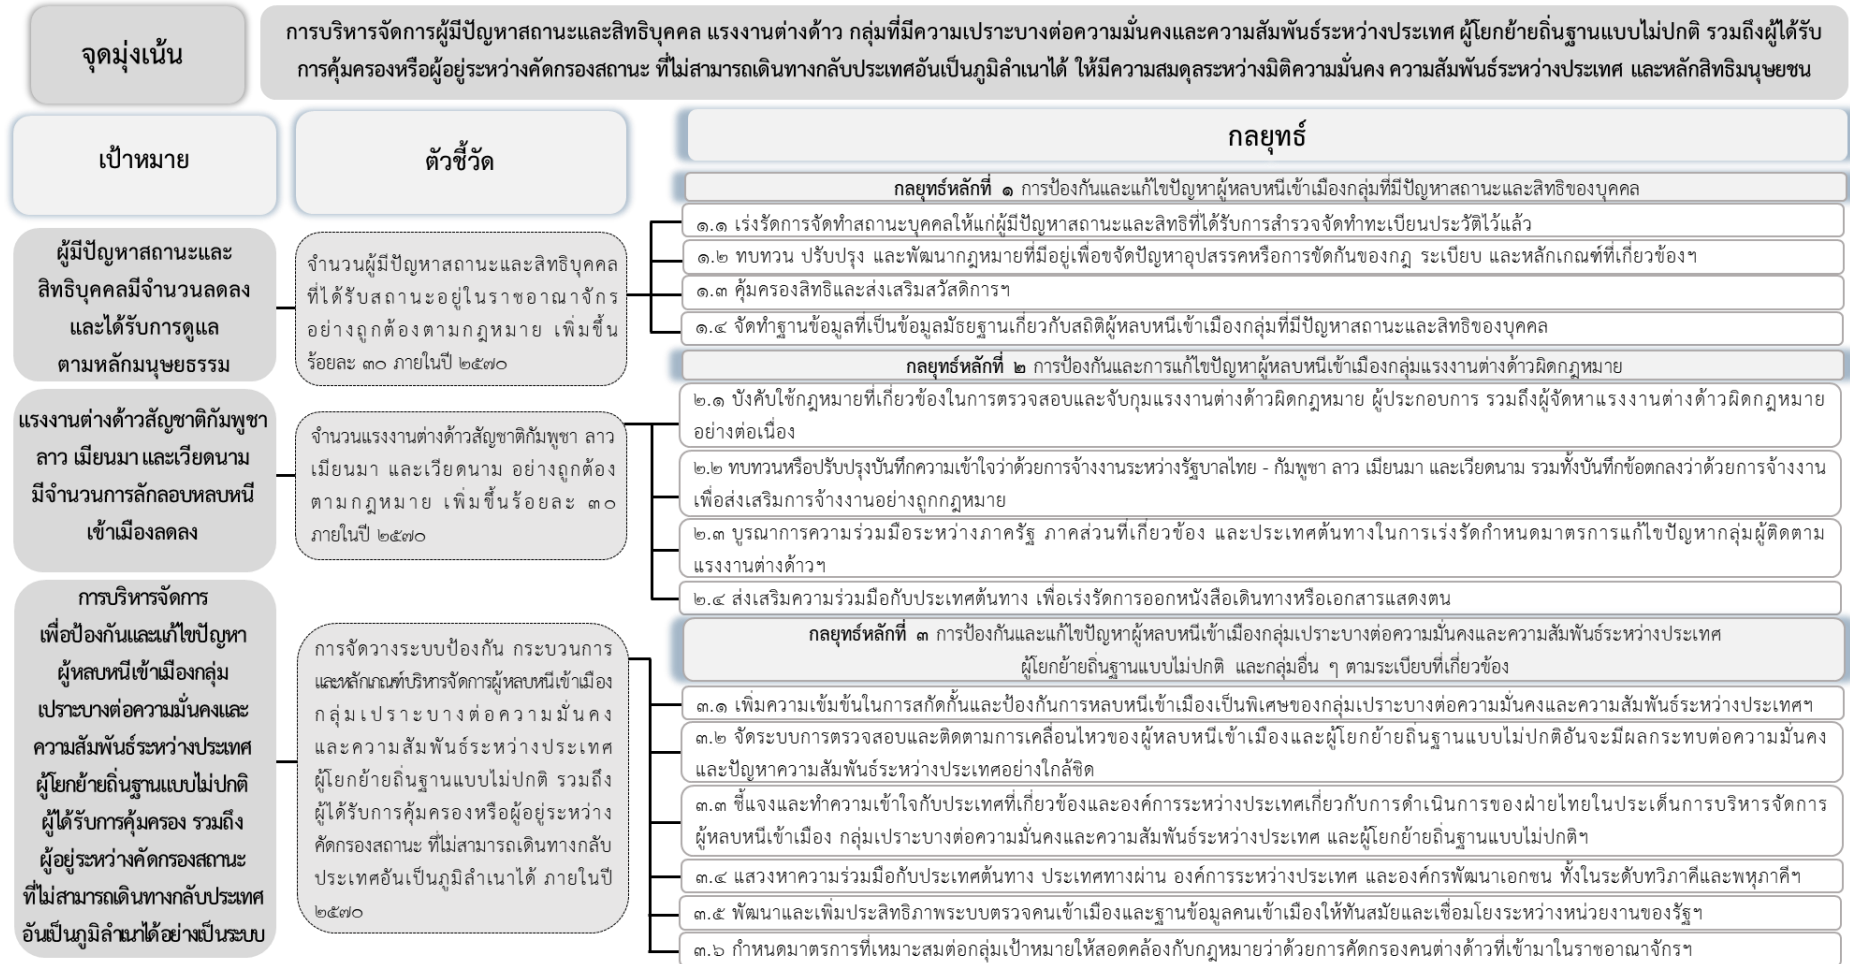 จุดมุ่งเน้น
การบริหารจัดการผู้มีปัญหาสถานะและสิทธิบุคคล แรงงานต่างด้าว กลุ่มที่มีความเปราะบางต่อความมั่นคงและความสัมพันธ์ระหว่างประเทศ ผู้โยกย้ายถิ่นฐานแบบไม่ปกติ รวมถึงผู้ได้รับ
การคุ้มครองหรือผู้อยู่ระหว่างคัดกรองสถานะ ที่ไม่สามารถเดินทางกลับประเทศอันเป็นภูมิลำเนาได้ ให้มีความสมดุลระหว่างมิติความมั่นคง ความสัมพันธ์ระหว่างประเทศ และหลักสิทธิมนุษยชน
เป้าหมาย
ตัวชี้วัด
กลยุทธ์
ผู้มีปัญหาสถานะและ
สิทธิบุคคลมีจำนวนลดลง
และได้รับการดูแล
ตามหลักมนุษยธรรม
จำนวนผู้มีปัญหาสถานะและสิทธิบุคคล
ที่ได้รับสถานะอยู่ในราชอาณาจักร
อย่างถูกต้องตามกฎหมาย เพิ่มขึ้น
ร้อยละ ๓๐ ภายในปี ๒๕๗๐
กลยุทธ์หลักที่ ๑ การป้องกันและแก้ไขปัญหาผู้หลบหนีเข้าเมืองกลุ่มที่มีปัญหาสถานะและสิทธิของบุคคล
๑.๑ เร่งรัดการจัดทำสถานะบุคคลให้แก่ผู้มีปัญหาสถานะและสิทธิที่ได้รับการสำรวจจัดทำทะเบียนประวัติไว้แล้ว
๑.๒ ทบทวน ปรับปรุง และพัฒนากฎหมายที่มีอยู่เพื่อขจัดปัญหาอุปสรรคหรือการขัดกันของกฎ ระเบียบ และหลักเกณฑ์ที่เกี่ยวข้องฯ
๑.๓ คุ้มครองสิทธิและส่งเสริมสวัสดิการฯ
๑.๔ จัดทำฐานข้อมูลที่เป็นข้อมูลมัธยฐานเกี่ยวกับสถิติผู้หลบหนีเข้าเมืองกลุ่มที่มีปัญหาสถานะและสิทธิของบุคคล
แรงงานต่างด้าวสัญชาติกัมพูชา
ลาว เมียนมา และเวียดนาม
มีจำนวนการลักลอบหลบหนี
เข้าเมืองลดลง
จำนวนแรงงานต่างด้าวสัญชาติกัมพูชา ลาว
เมียนมา และเวียดนาม อย่างถูกต้อง
ตามกฎหมาย เพิ่มขึ้นร้อยละ ๓๐
ภายในปี ๒๕๗๐
กลยุทธ์หลักที่ ๒ การป้องกันและการแก้ไขปัญหาผู้หลบหนีเข้าเมืองกลุ่มแรงงานต่างด้าวผิดกฎหมาย
๒.๑ บังคับใช้กฎหมายที่เกี่ยวข้องในการตรวจสอบและจับกุมแรงงานต่างด้าวผิดกฎหมาย ผู้ประกอบการ รวมถึงผู้จัดหาแรงงานต่างด้าวผิดกฎหมาย
อย่างต่อเนื่อง
๒.๒ ทบทวนหรือปรับปรุงบันทึกความเข้าใจว่าด้วยการจ้างงานระหว่างรัฐบาลไทย - กัมพูชา ลาว เมียนมา และเวียดนาม รวมทั้งบันทึกข้อตกลงว่าด้วยการจ้างงาน
เพื่อส่งเสริมการจ้างงานอย่างถูกกฎหมาย
๒.๓ บูรณาการความร่วมมือระหว่างภาครัฐ ภาคส่วนที่เกี่ยวข้อง และประเทศต้นทางในการเร่งรัดกำหนดมาตรการแก้ไขปัญหากลุ่มผู้ติดตาม
แรงงานต่างด้าวฯ
๒.๔ ส่งเสริมความร่วมมือกับประเทศต้นทาง เพื่อเร่งรัดการออกหนังสือเดินทางหรือเอกสารแสดงตน
การบริหารจัดการ
เพื่อป้องกันและแก้ไขปัญหา
ผู้หลบหนีเข้าเมืองกลุ่ม
เปราะบางต่อความมั่นคงและ
ความสัมพันธ์ระหว่างประเทศ
ผู้โยกย้ายถิ่นฐานแบบไม่ปกติ
ผู้ได้รับการคุ้มครอง รวมถึง
ผู้อยู่ระหว่างคัดกรองสถานะ
ที่ไม่สามารถเดินทางกลับประเทศ
อันเป็นภูมิลำเนาได้อย่างเป็นระบบ
การจัดวางระบบป้องกัน กระบวนการ
และหลักเกณฑ์บริหารจัดการผู้หลบหนีเข้าเมือง
กลุ่มเปราะบางต่อความมั่นคง
และความสัมพันธ์ระหว่างประเทศ
ผู้โยกย้ายถิ่นฐานแบบไม่ปกติ รวมถึง
ผู้ได้รับการคุ้มครองหรือผู้อยู่ระหว่าง
คัดกรองสถานะ ที่ไม่สามารถเดินทางกลับ
ประเทศอันเป็นภูมิลำเนาได้ ภายในปี
๒๕๗๐
กลยุทธ์หลักที่ ๓ การป้องกันและแก้ไขปัญหาผู้หลบหนีเข้าเมืองกลุ่มเปราะบางต่อความมั่นคงและความสัมพันธ์ระหว่างประเทศ
ผู้โยกย้ายถิ่นฐานแบบไม่ปกติ และกลุ่มอื่น ๆ ตามระเบียบที่เกี่ยวข้อง
๓.๑ เพิ่มความเข้มข้นในการสกัดกั้นและป้องกันการหลบหนีเข้าเมืองเป็นพิเศษของกลุ่มเปราะบางต่อความมั่นคงและความสัมพันธ์ระหว่างประเทศฯ
๓.๒ จัดระบบการตรวจสอบและติดตามการเคลื่อนไหวของผู้หลบหนีเข้าเมืองและผู้โยกย้ายถิ่นฐานแบบไม่ปกติอันจะมีผลกระทบต่อความมั่นคง
และปัญหาความสัมพันธ์ระหว่างประเทศอย่างใกล้ชิด
๓.๓ ชี้แจงและทำความเข้าใจกับประเทศที่เกี่ยวข้องและองค์การระหว่างประเทศเกี่ยวกับการดำเนินการของฝ่ายไทยในประเด็นการบริหารจัดการ
ผู้หลบหนีเข้าเมือง กลุ่มเปราะบางต่อความมั่นคงและความสัมพันธ์ระหว่างประเทศ และผู้โยกย้ายถิ่นฐานแบบไม่ปกติฯ
๓.๔ แสวงหาความร่วมมือกับประเทศต้นทาง ประเทศทางผ่าน องค์การระหว่างประเทศ และองค์กรพัฒนาเอกชน ทั้งในระดับทวิภาคีและพหุภาคีฯ
๓.๕ พัฒนาและเพิ่มประสิทธิภาพระบบตรวจคนเข้าเมืองและฐานข้อมูลคนเข้าเมืองให้ทันสมัยและเชื่อมโยงระหว่างหน่วยงานของรัฐฯ
๓.๖ กำหนดมาตรการที่เหมาะสมต่อกลุ่มเป้าหมายให้สอดคล้องกับกฎหมายว่าด้วยการคัดกรองคนต่างด้าวที่เข้ามาในราชอาณาจักรฯ